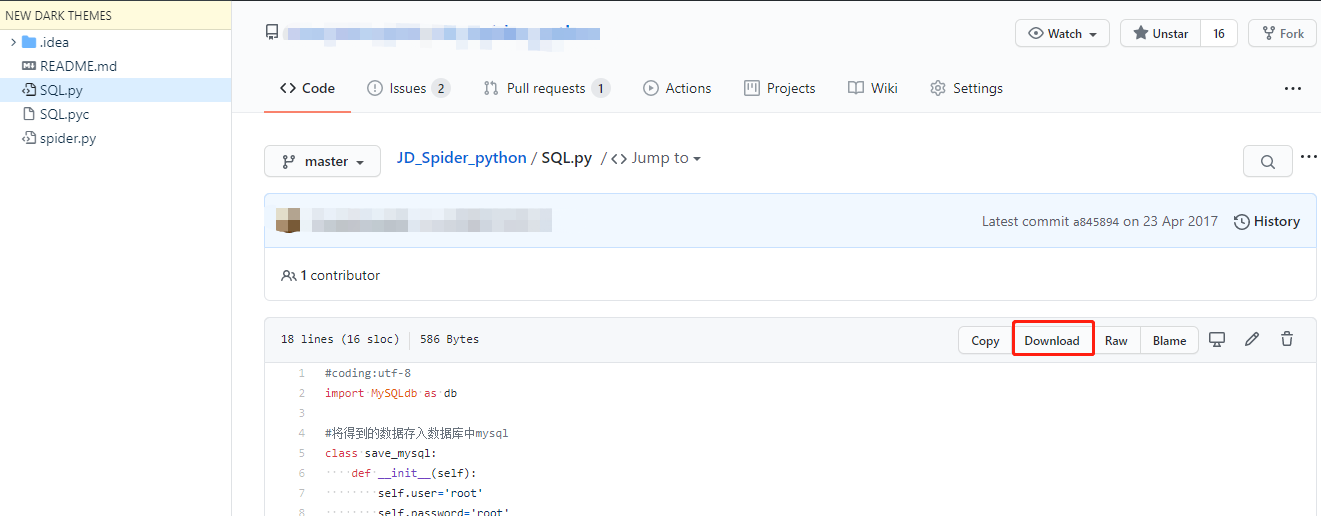 NEW DARK THEMES
.idea
README.md
SQL.py
SQL.pyc
spider.py
Watch
Unstar 16
Fork
Code Issues 2 Pull requests 1 Actions Projects Wiki Settings
master JD_Spider_python / SQL.py / <> Jump to
Latest commit a845894 on 23 Apr 2017 History
1 contributor
18 lines (16 sloc) 586 Bytes Copy Download Raw Blame
1 #coding:utf-8
2 import MySQLdb as db
3
4 #将得到的数据存入数据库中mysql
5 class save_mysql:
6 ····def __init__(self):
7 ········self.user='root'
8 ········self.password='root'